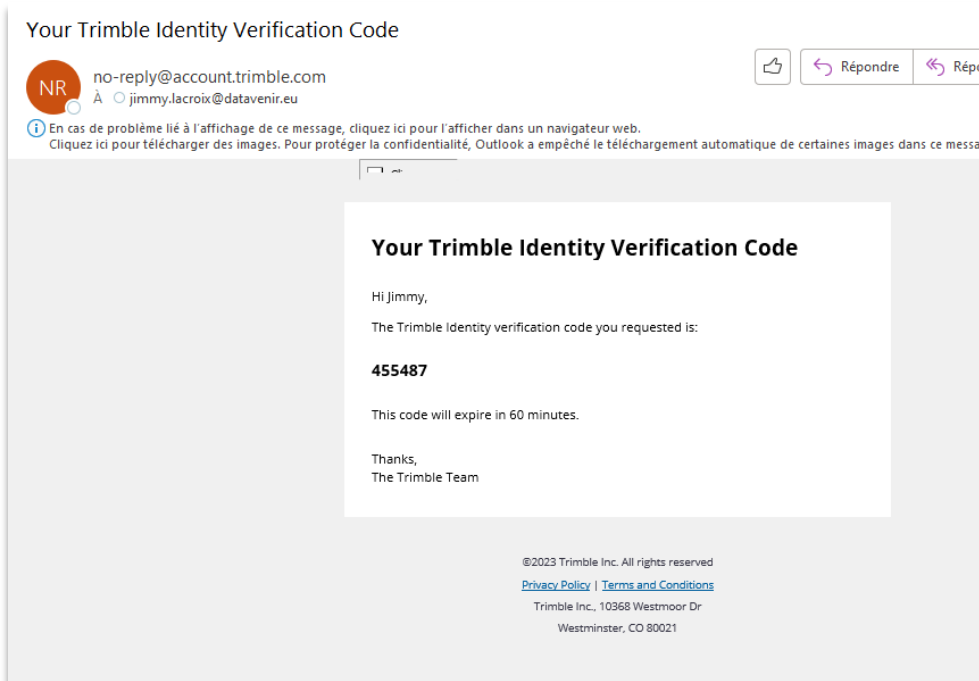 Your Trimble Identity Verification Code
NR
no-reply@account.trimble.com
Répondre
À jimmy.lacroix@datavenir.eu
En cas de problème lié à l'affichage de ce message, cliquez ici pour l'afficher dans un navigateur web.
Cliquez ici pour télécharger des images. Pour protéger la confidentialité, Outlook a empêché le téléchargement automatique de certaines images dans ce
Your Trimble Identity Verification Code
Hi Jimmy,
The Trimble Identity verification code you requested is:
455487
This code will expire in 60 minutes.
Thanks,
The Trimble Team
©2023 Trimble Inc. All rights reserved
Privacy Policy | Terms and Conditions
Trimble Inc., 10368 Westmoor Dr
Westminster, CO 80021